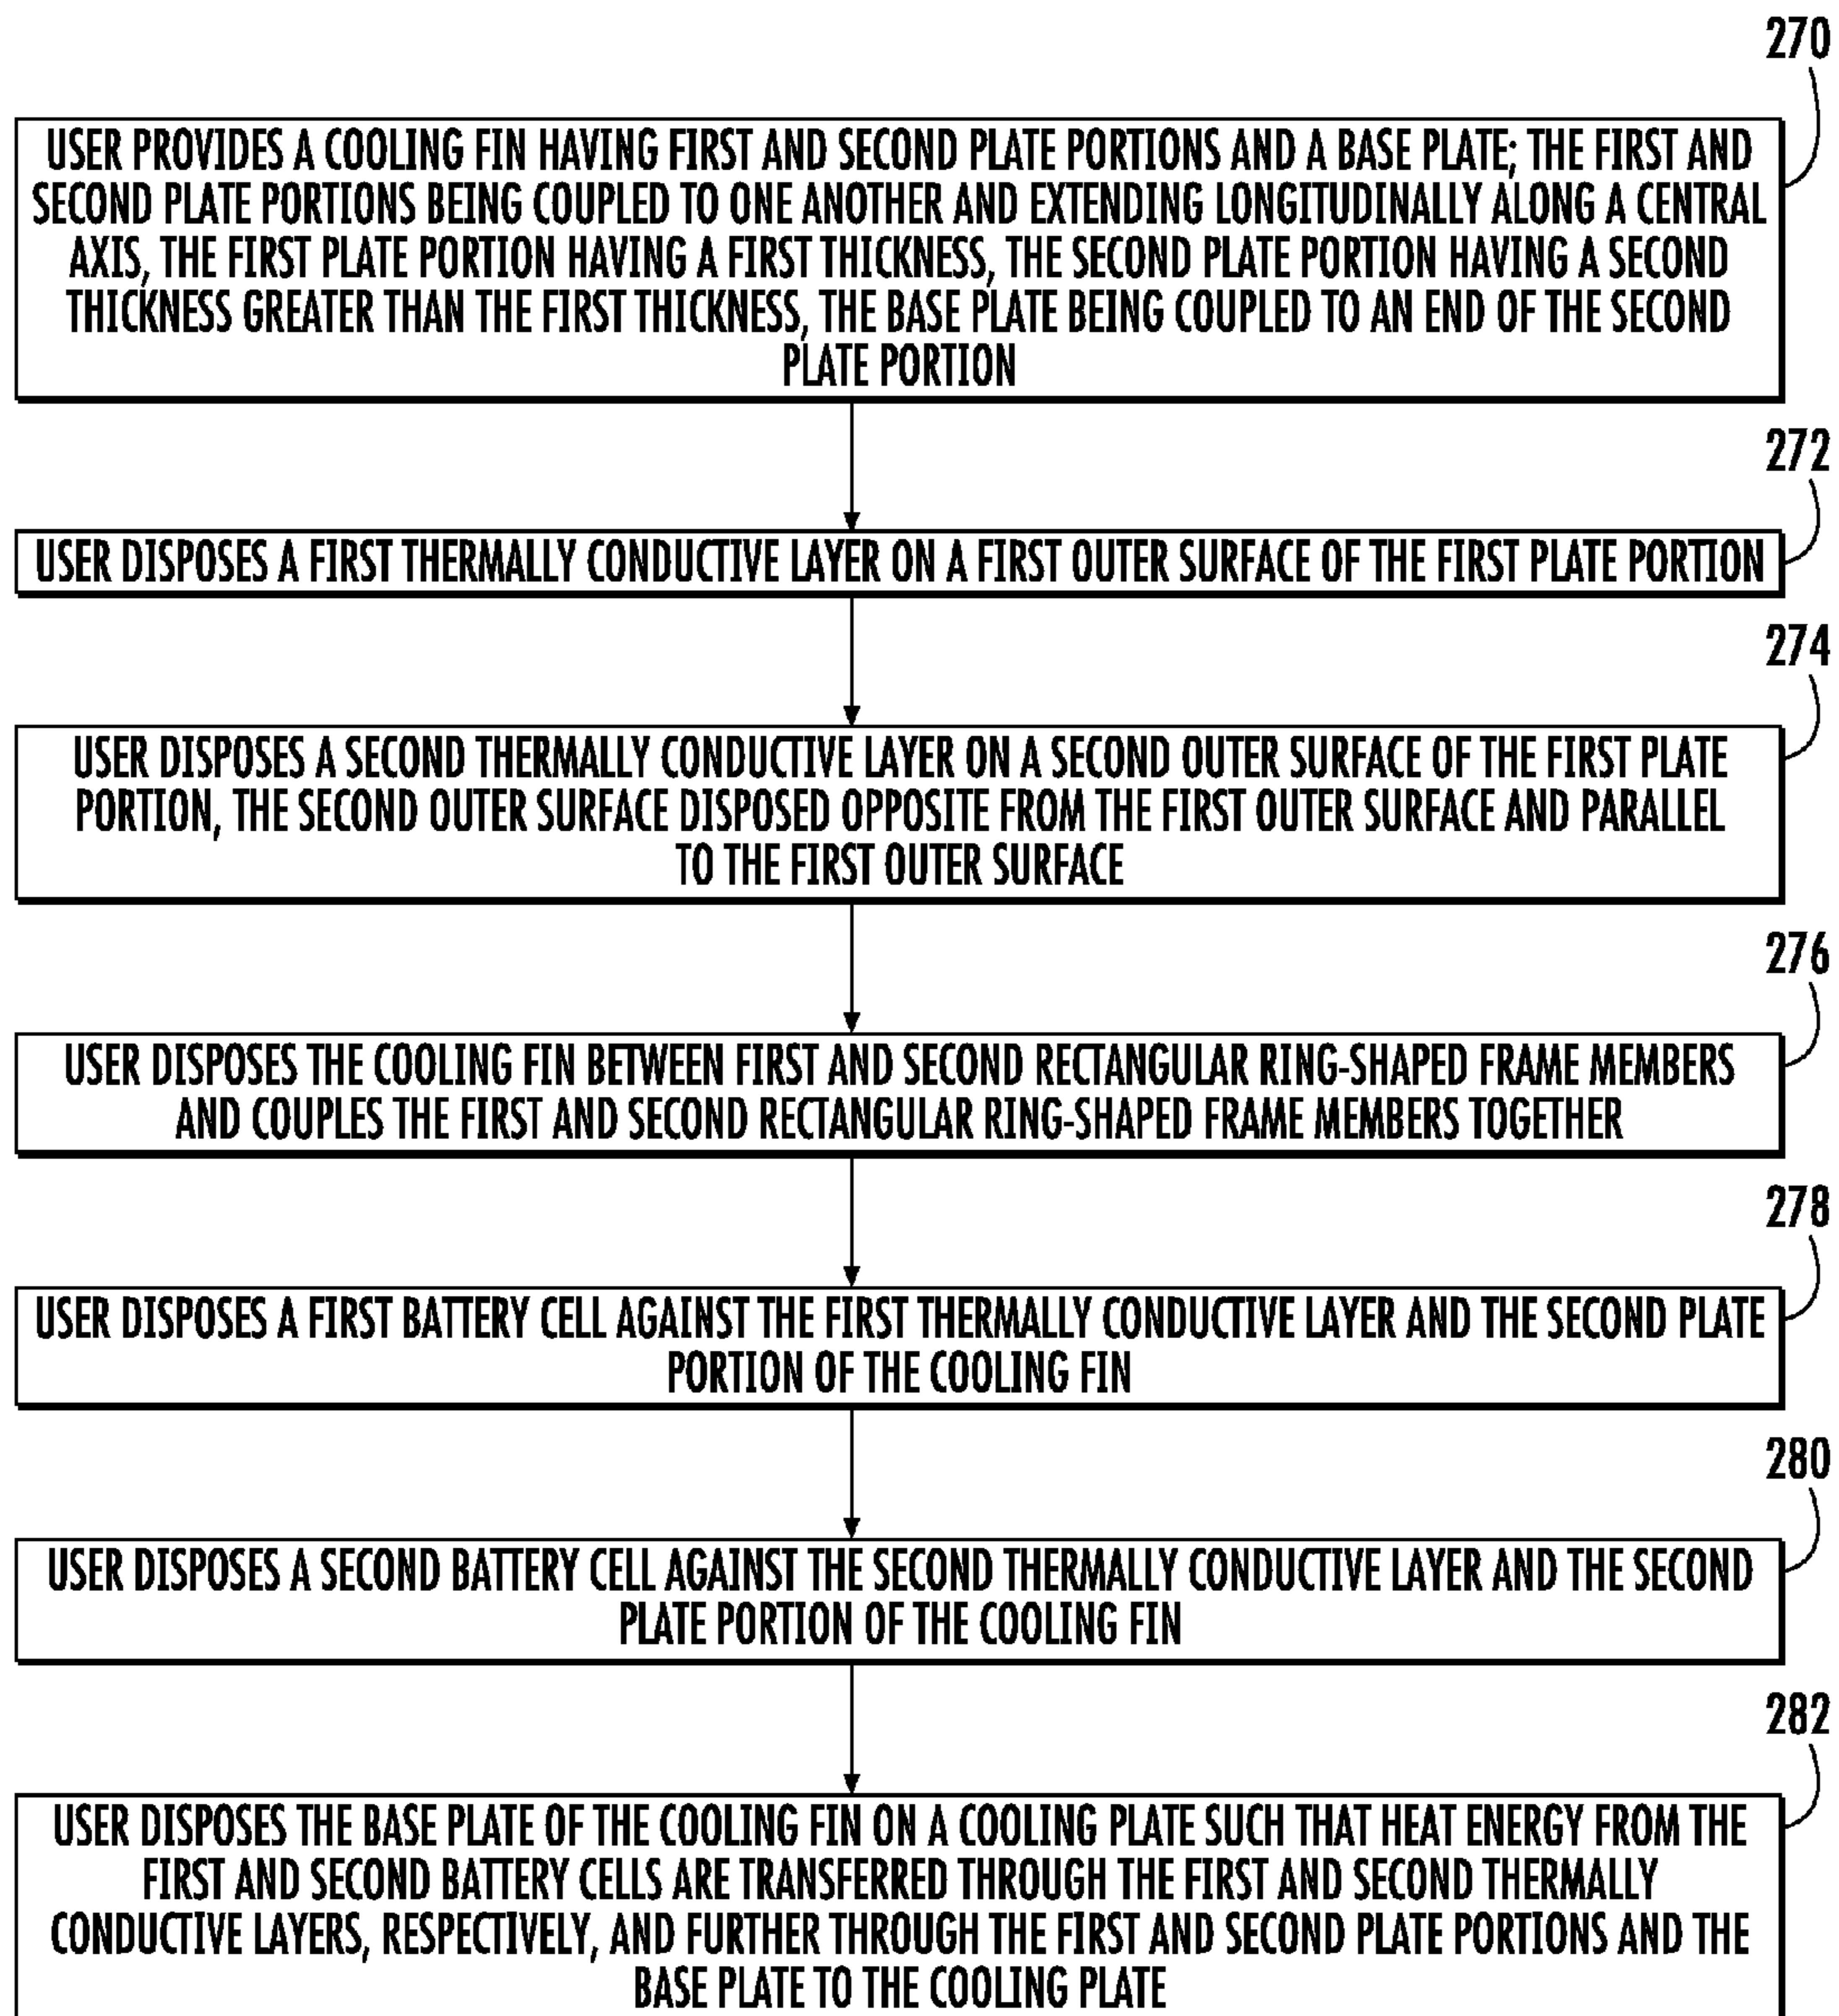 270
USER PROVIDES A COOLING FIN HAVING FIRST AND SECOND PLATE PORTIONS AND A BASE PLATE; THE FIRST AND
SECOND PLATE PORTIONS BEING COUPLED TO ONE ANOTHER AND EXTENDING LONGITUDINALLY ALONG A CENTRAL
AXIS, THE FIRST PLATE PORTION HAVING A FIRST THICKNESS, THE SECOND PLATE PORTION HAVING A SECOND
THICKNESS GREATER THAN THE FIRST THICKNESS, THE BASE PLATE BEING COUPLED TO AN END OF THE SECOND
PLATE PORTION
272
USER DISPOSES A FIRST THERMALLY CONDUCTIVE LAYER ON A FIRST OUTER SURFACE OF THE FIRST PLATE PORTION
274
USER DISPOSES A SECOND THERMALLY CONDUCTIVE LAYER ON A SECOND OUTER SURFACE OF THE FIRST PLATE
PORTION, THE SECOND OUTER SURFACE DISPOSED OPPOSITE FROM THE FIRST OUTER SURFACE AND PARALLEL
TO THE FIRST OUTER SURFACE
276
USER DISPOSES THE COOLING FIN BETWEEN FIRST AND SECOND RECTANGULAR RING-SHAPED FRAME MEMBERS
AND COUPLES THE FIRST AND SECOND RECTANGULAR RING-SHAPED FRAME MEMBERS TOGETHER
278
USER DISPOSES A FIRST BATTERY CELL AGAINST THE FIRST THERMALLY CONDUCTIVE LAYER AND THE SECOND PLATE
PORTION OF THE COOLING FIN
280
USER DISPOSES A SECOND BATTERY CELL AGAINST THE SECOND THERMALLY CONDUCTIVE LAYER AND THE SECOND
PLATE PORTION OF THE COOLING FIN
282
USER DISPOSES THE BASE PLATE OF THE COOLING FIN ON A COOLING PLATE SUCH THAT HEAT ENERGY FROM THE
FIRST AND SECOND BATTERY CELLS ARE TRANSFERRED THROUGH THE FIRST AND SECOND THERMALLY
CONDUCTIVE LAYERS, RESPECTIVELY, AND FURTHER THROUGH THE FIRST AND SECOND PLATE PORTIONS AND THE
BASE PLATE TO THE COOLING PLATE